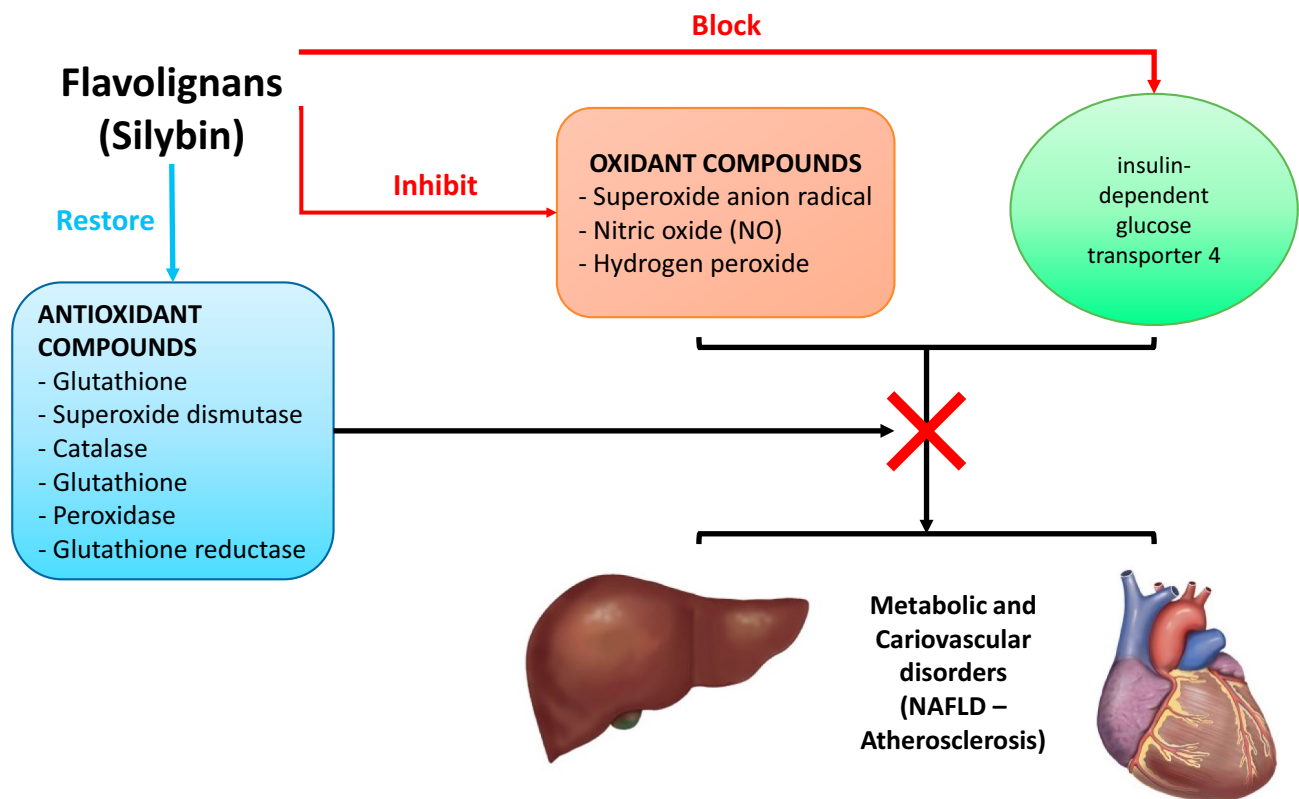 Block
Flavolignans
(Silybin)
Inhibit
Restore
OXIDANT COMPOUNDS
- Superoxide anion radical
- Nitric oxide (NO)
- Hydrogen peroxide
insulin-
dependent
glucose
transporter 4
ANTIOXIDANT
COMPOUNDS
- Glutathione
- Superoxide dismutase
- Catalase
- Glutathione
- Peroxidase
- Glutathione reductase
Metabolic and
Cariovascular
disorders
(NAFLD –
Atherosclerosis)